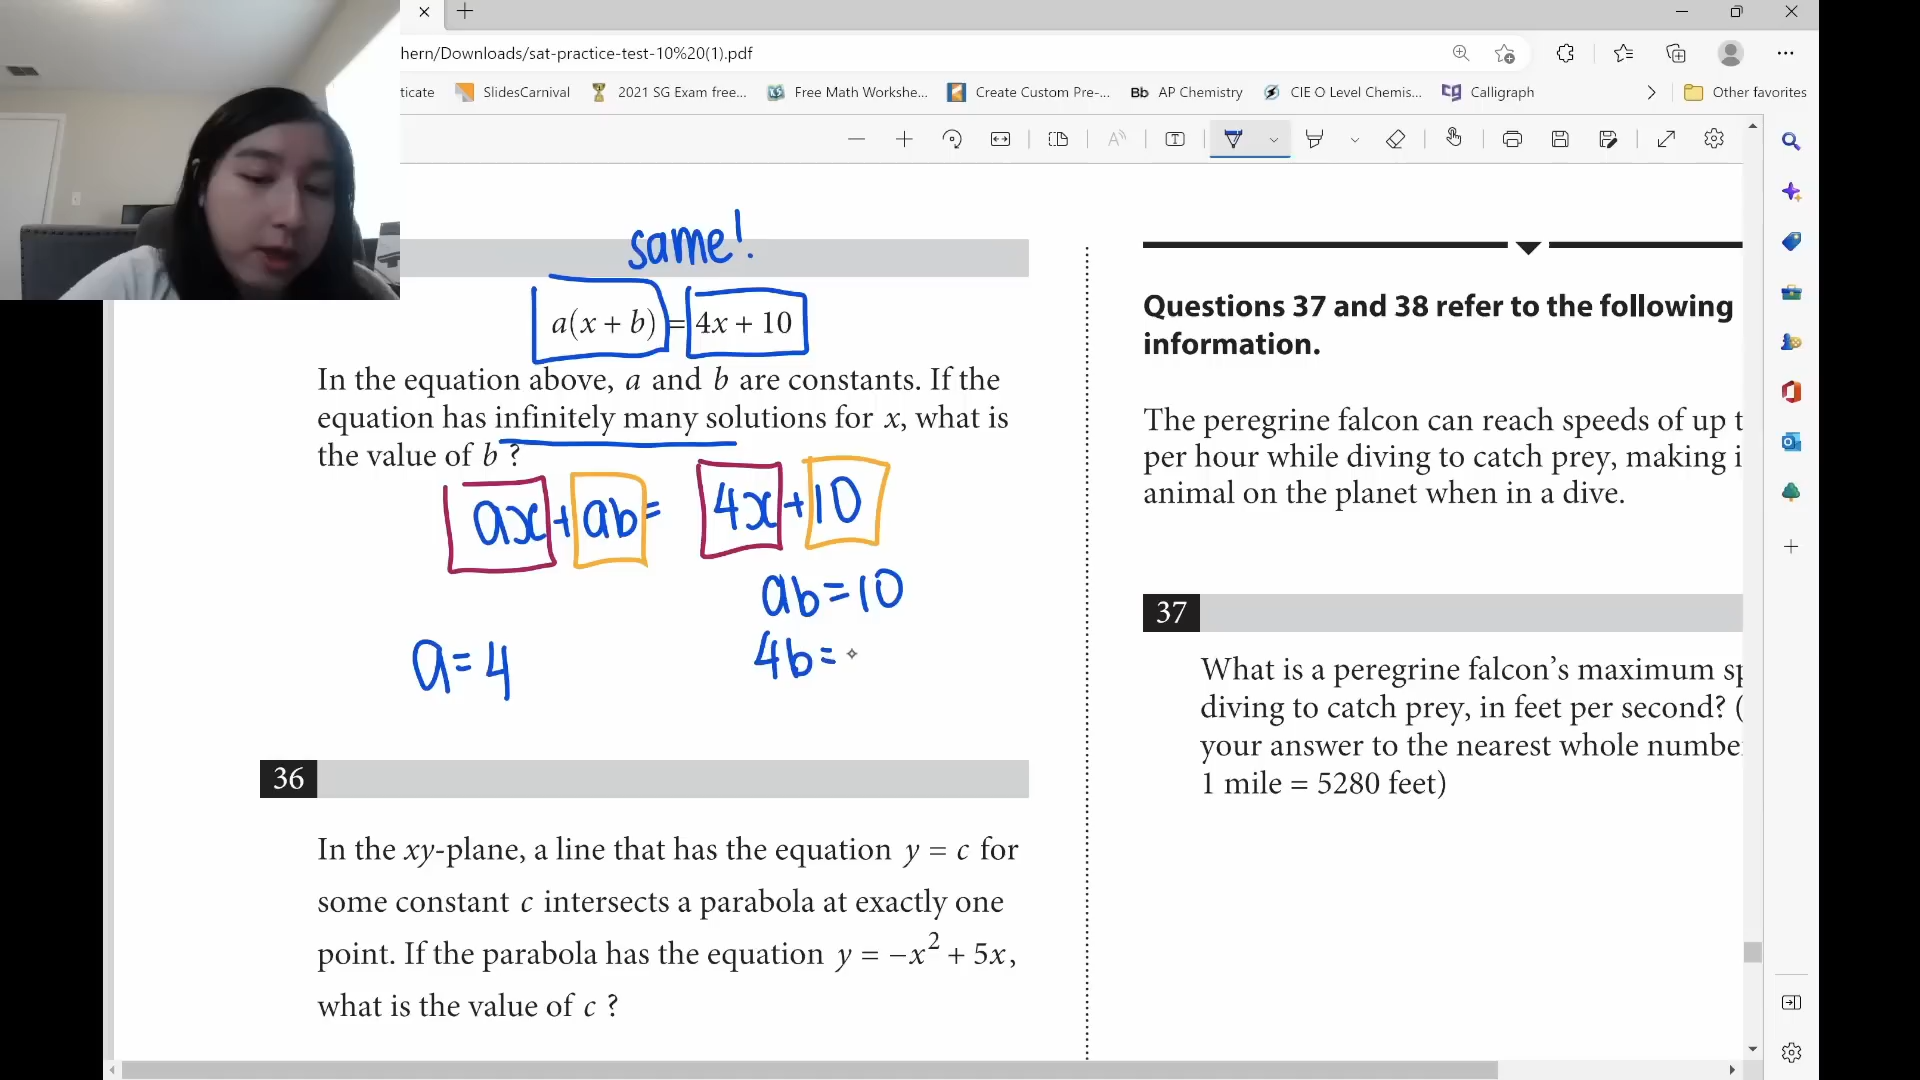 hern/Downloads/sat-practice-test-10%20(1).pdf
ticate SlidesCarnival 2021 SG Exam free... Free Math Workshe... Create Custom Pre-... Bb AP Chemistry CIE O Level Chemis... Calligraph Other favorites
same!
a(x + b) = 4x + 10
In the equation above, a and b are constants. If the
equation has infinitely many solutions for x, what is
the value of b ?
ax + ab = 4x + 10
ab = 10
4b =
a = 4
36
In the xy-plane, a line that has the equation y = c for
some constant c intersects a parabola at exactly one
point. If the parabola has the equation y = −x² + 5x,
what is the value of c ?
Questions 37 and 38 refer to the following
information.
The peregrine falcon can reach speeds of up t
per hour while diving to catch prey, making i
animal on the planet when in a dive.
37
What is a peregrine falcon’s maximum sp
diving to catch prey, in feet per second? (
your answer to the nearest whole numbe
1 mile = 5280 feet)